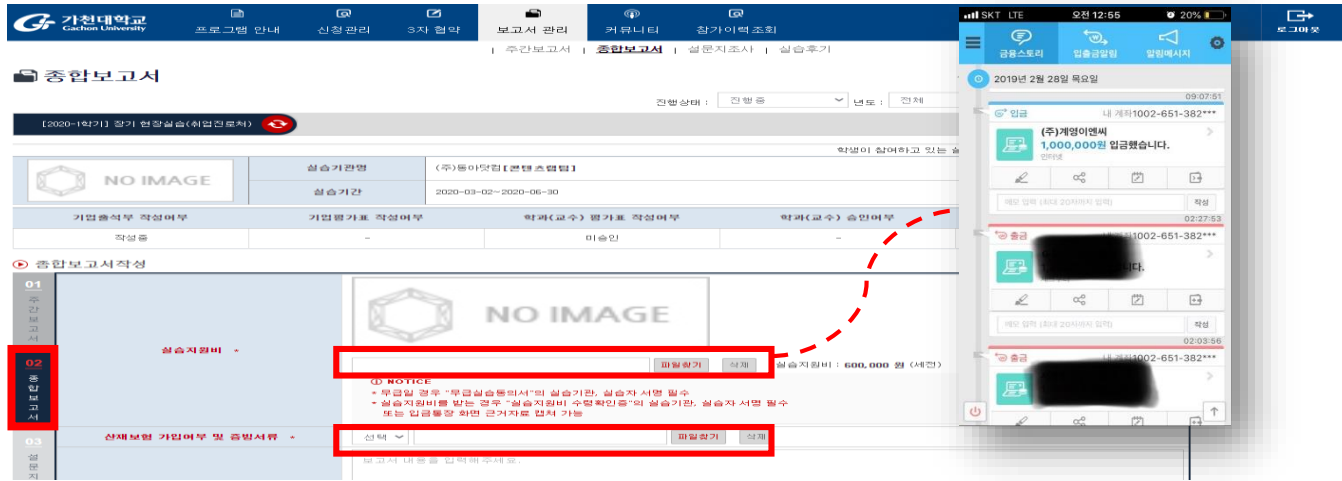 가천대학교
Gachon University
프로그램 안내
신청관리
3자 협약
보고서 관리
커뮤니티
참가이력조회
로그아웃
| 주간보고서 | 종합보고서 | 설문지조사 | 실습후기
종합보고서
진행상태 : 진행중 년도 : 전체
[2020-1학기] 장기 현장실습(취업진로처)
학생이 참여하고 있는
NO IMAGE
실습기관명 (주)동아닷컴[콘텐츠랩팀]
실습기간 2020-03-02~2020-06-30
기업출석부 작성여부 기업평가표 작성여부 학과(교수) 평가표 작성여부 학과(교수) 승인여부
작성중 - 미승인 -
종합보고서작성
01 주간보고서
02 종합보고서
03 설문지
NO IMAGE
실습지원비 *
파일찾기 삭제 실습지원비 : 600,000 원 (세전)
NOTICE
* 무급일 경우 "무급실습동의서"의 실습기관, 실습자 서명 필수
* 실습지원비를 받는 경우 "실습지원비 수령확인증"의 실습기관, 실습자 서명 필수
또는 입금통장 화면 근거자료 캡쳐 가능
산재보험 가입여부 및 증빙서류 *
선택 파일찾기 삭제
보고서 내용을 입력해주세요.
SKT LTE 오전 12:55 20%
금융스토리 입출금알림 알림메시지
2019년 2월 28일 목요일
09:07:51
입금 내 계좌1002-651-382***
(주)계영이엔씨
1,000,000원 입금했습니다.
인터넷
메모 입력 (최대 20자까지 입력) 작성
02:27:53
출금 1002-651-382***
니다.
메모 입력 (최대 20자까지 입력) 작성
02:03:56
출금 내 계좌1002-651-382***